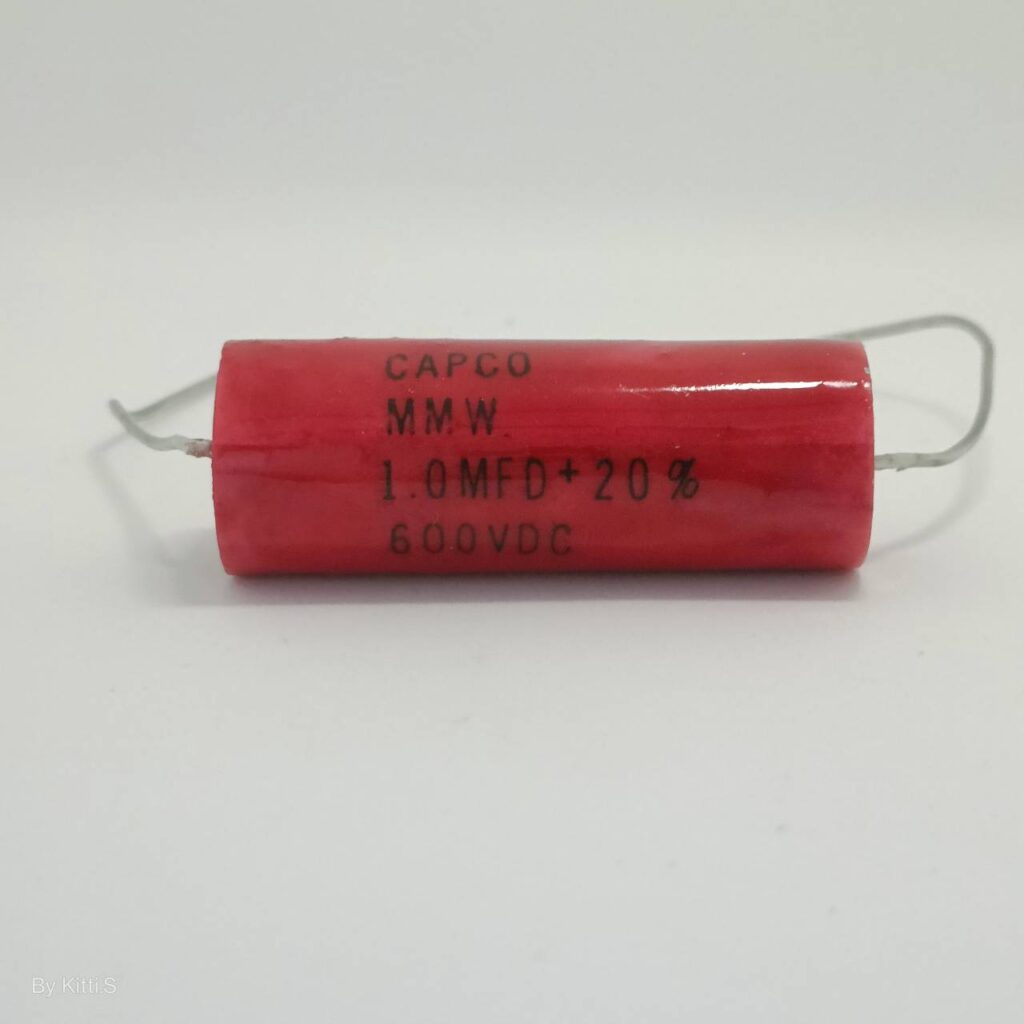 CAPCO
MMW
1.0MFD+20%
600VDC
By Kitti.S